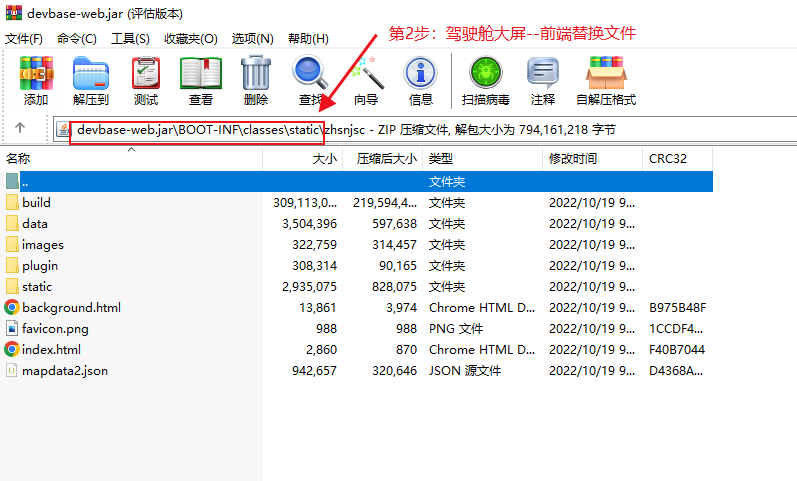 devbase-web.jar (评估版本)
文件(F) 命令(C) 工具(S) 收藏夹(O) 选项(N) 帮助(H)
第2步：驾驶舱大屏--前端替换文件
添加 解压到 测试 查看 删除 查找 向导 信息 扫描病毒 注释 自解压格式
devbase-web.jar\BOOT-INF\classes\static\zhsnjsc - ZIP 压缩文件, 解包大小为 794,161,218 字节
名称 大小 压缩后大小 类型 修改时间 CRC32
.. 文件夹
build 309,113,0... 219,594,4... 文件夹 2022/10/19 9...
data 3,504,396 597,638 文件夹 2022/10/19 9...
images 322,759 314,457 文件夹 2022/10/19 9...
plugin 308,314 90,165 文件夹 2022/10/19 9...
static 2,935,075 828,075 文件夹 2022/10/19 9...
background.html 13,861 3,974 Chrome HTML D... 2022/10/19 9... B975B48F
favicon.png 988 988 PNG 文件 2022/10/19 9... 1CCDF4...
index.html 2,860 870 Chrome HTML D... 2022/10/19 9... F40B7044
mapdata2.json 942,657 320,646 JSON 源文件 2022/10/19 9... D4368A...